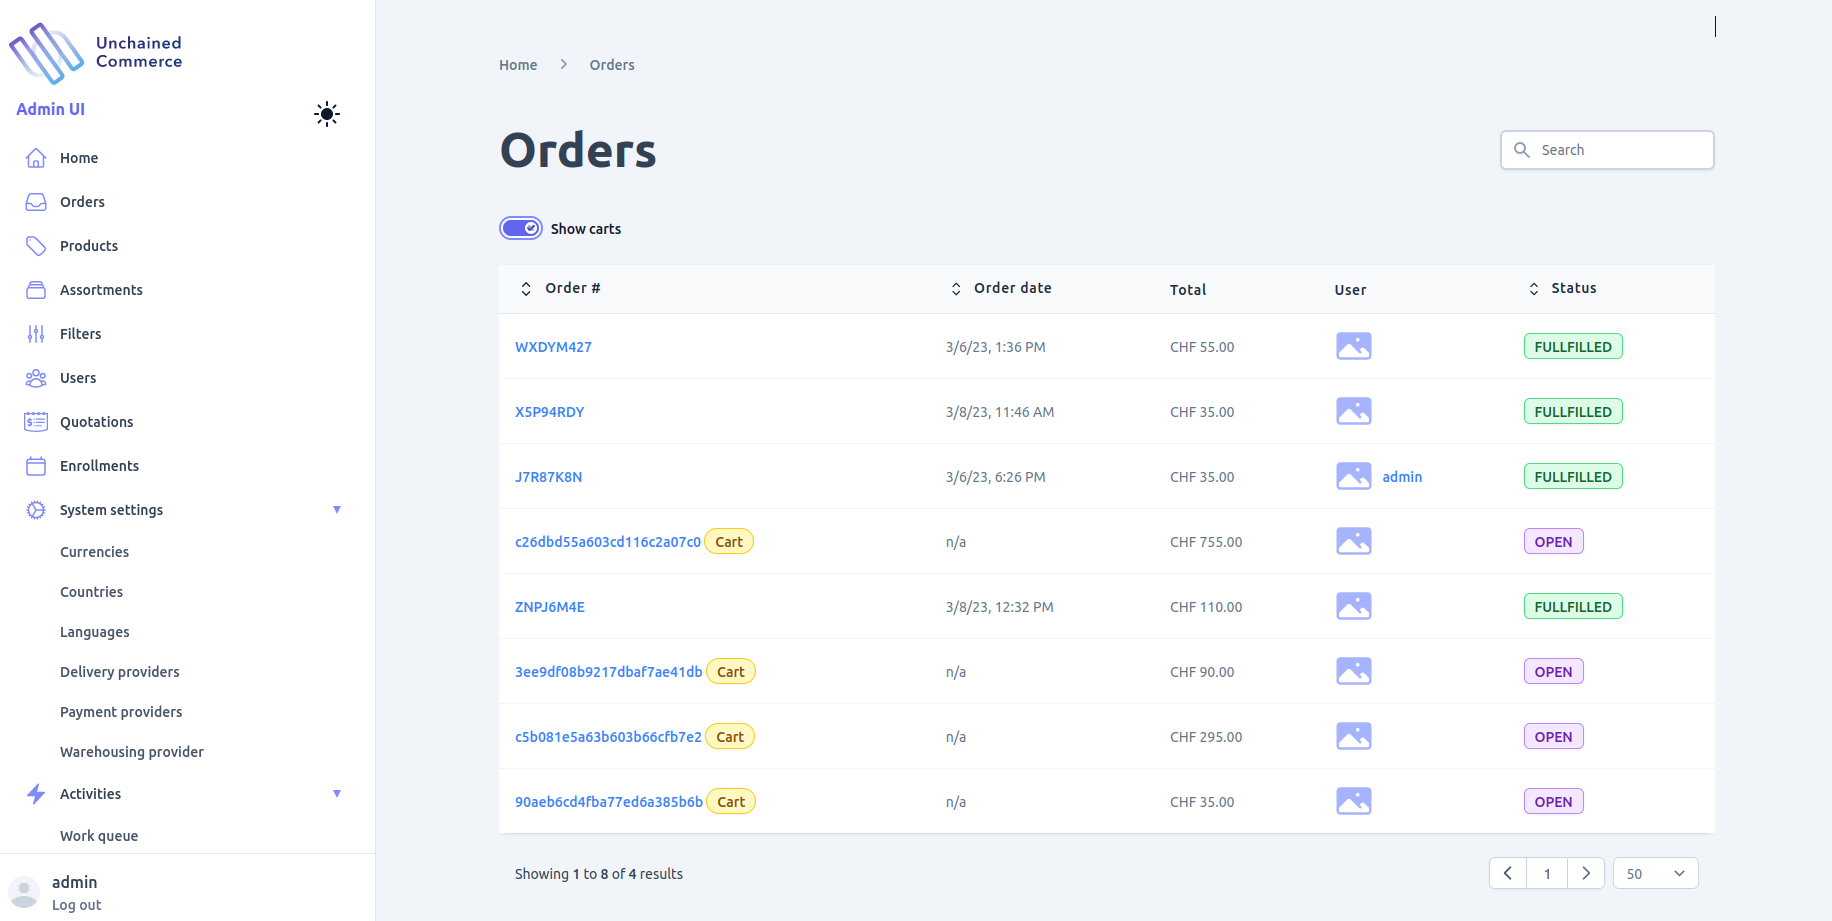 Unchained
Commerce
Admin UI
Home
Orders
Products
Assortments
Filters
Users
Quotations
Enrollments
System settings
Currencies
Countries
Languages
Delivery providers
Payment providers
Warehousing provider
Activities
Work queue
admin
Log out
Home > Orders
Orders
Search
Show carts
Order # Order date Total User Status
WXDYM427 3/6/23, 1:36 PM CHF 55.00 FULLFILLED
X5P94RDY 3/8/23, 11:46 AM CHF 35.00 FULLFILLED
J7R87K8N 3/6/23, 6:26 PM CHF 35.00 admin FULLFILLED
c26dbd55a603cd116c2a07c0 Cart n/a CHF 755.00 OPEN
ZNPJ6M4E 3/8/23, 12:32 PM CHF 110.00 FULLFILLED
3ee9df08b9217dbaf7ae41db Cart n/a CHF 90.00 OPEN
c5b081e5a63b603b66cfb7e2 Cart n/a CHF 295.00 OPEN
90aeb6cd4fba77ed6a385b6b Cart n/a CHF 35.00 OPEN
Showing 1 to 8 of 4 results 1 50